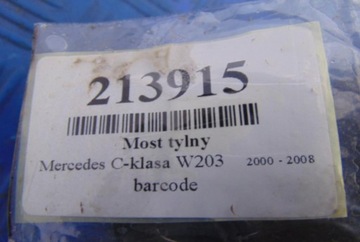 213915
Most tylny
Mercedes C-klasa W203 2000 - 2008
barcode